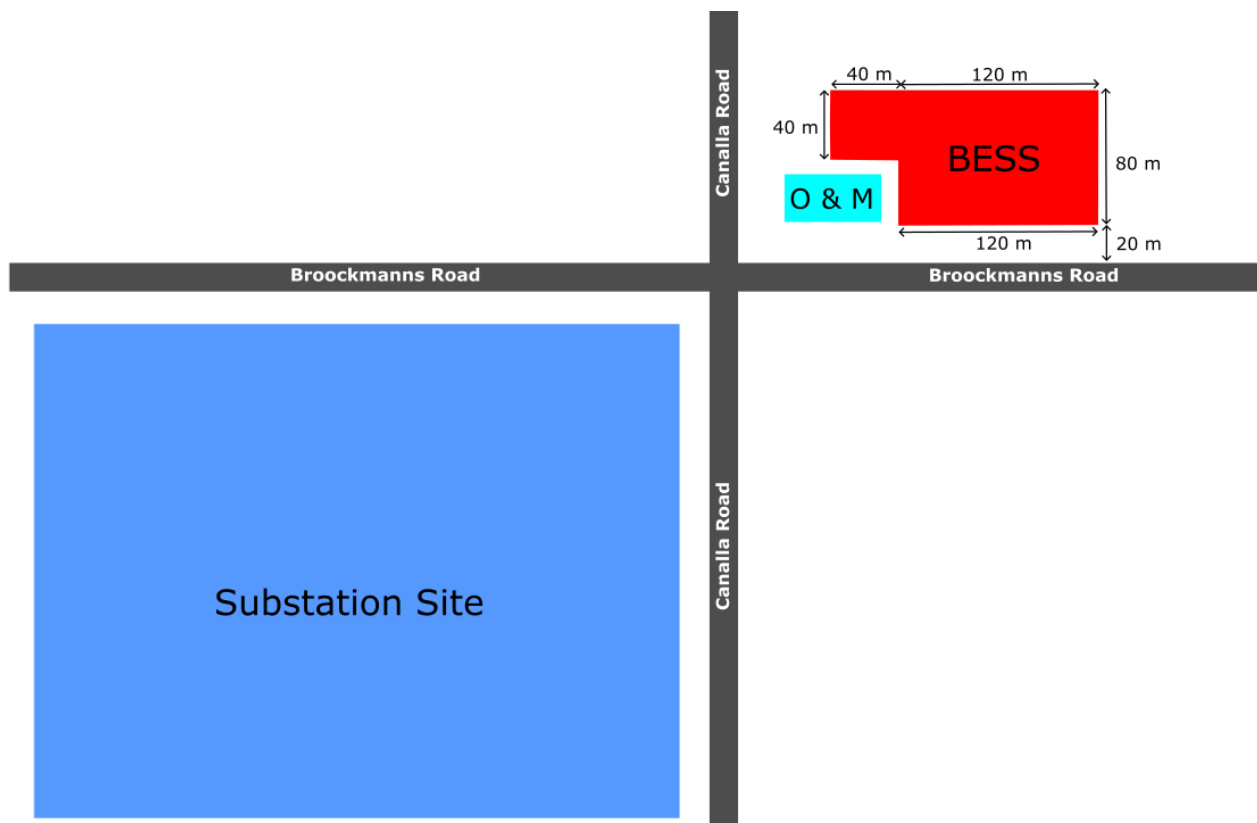 40 m
120 m
Canalla Road
40 m
BESS
80 m
O & M
120 m
20 m
Broockmanns Road
Broockmanns Road
Canalla Road
Substation Site